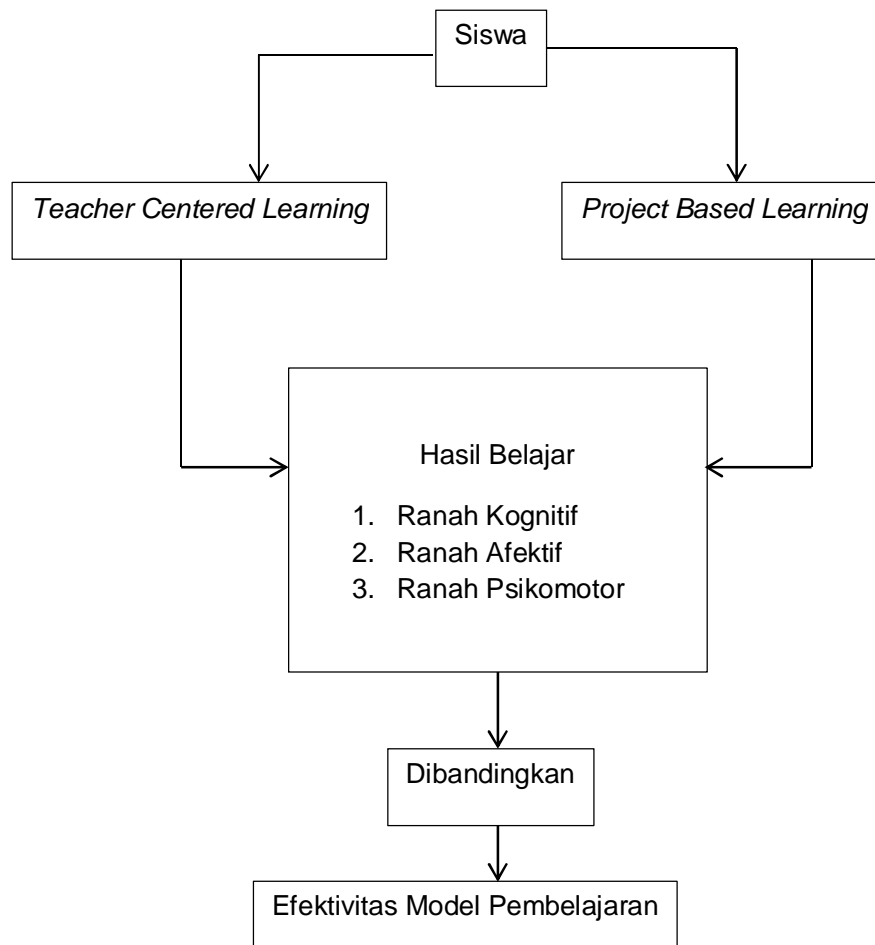 Siswa
Teacher Centered Learning
Project Based Learning
Hasil Belajar
1. Ranah Kognitif
2. Ranah Afektif
3. Ranah Psikomotor
Dibandingkan
Efektivitas Model Pembelajaran